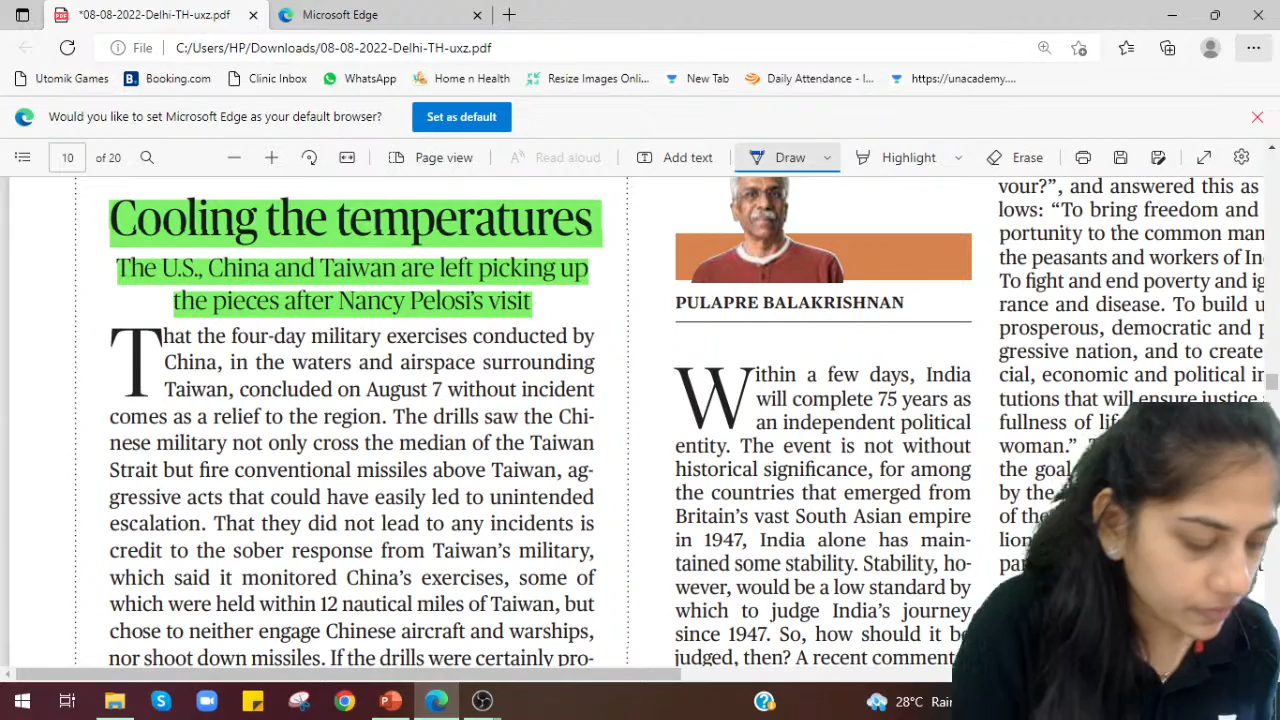 *08-08-2022-Delhi-TH-uxz.pdf
Microsoft Edge
File C:/Users/HP/Downloads/08-08-2022-Delhi-TH-uxz.pdf
Utomik Games
Booking.com
Clinic Inbox
WhatsApp
Home n Health
Resize Images Onli...
New Tab
Daily Attendance - I...
https://unacademy....
Would you like to set Microsoft Edge as your default browser?
Set as default
10 of 20
Page view
Read aloud
Add text
Draw
Highlight
Erase
Cooling the temperatures
The U.S., China and Taiwan are left picking up
the pieces after Nancy Pelosi's visit
That the four-day military exercises conducted by
China, in the waters and airspace surrounding
Taiwan, concluded on August 7 without incident
comes as a relief to the region. The drills saw the Chi-
nese military not only cross the median of the Taiwan
Strait but fire conventional missiles above Taiwan, ag-
gressive acts that could have easily led to unintended
escalation. That they did not lead to any incidents is
credit to the sober response from Taiwan's military,
which said it monitored China's exercises, some of
which were held within 12 nautical miles of Taiwan, but
chose to neither engage Chinese aircraft and warships,
nor shoot down missiles. If the drills were certainly pro-
PULAPRE BALAKRISHNAN
Within a few days, India
will complete 75 years as
an independent political
entity. The event is not without
historical significance, for among
the countries that emerged from
Britain's vast South Asian empire
in 1947, India alone has main-
tained some stability. Stability, ho-
wever, would be a low standard by
which to judge India's journey
since 1947. So, how should it be
judged, then? A recent comment
vour?", and answered this as
lows: "To bring freedom and
portunity to the common man
the peasants and workers of In
To fight and end poverty and ig
rance and disease. To build u
prosperous, democratic and p
gressive nation, and to create
cial, economic and political in
tutions that will ensure justice
fullness of
woman."
the goal
by the
of the
lion
par
28°C